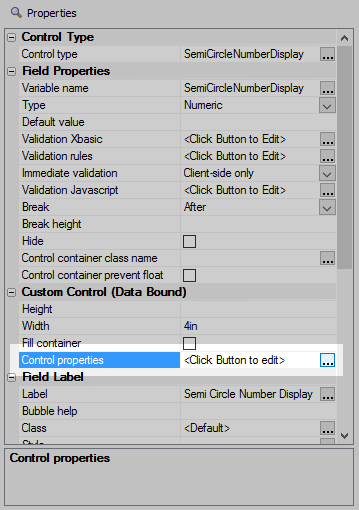 Properties
Control Type
Control type SemiCircleNumberDisplay ...
Field Properties
Variable name SemiCircleNumberDisplay ...
Type Numeric
Default value
Validation Xbasic <Click Button to Edit> ...
Validation rules <Click Button to Edit> ...
Immediate validation Client-side only
Validation Javascript <Click Button to Edit> ...
Break After
Break height
Hide
Control container class name ...
Control container prevent float
Custom Control (Data Bound)
Height
Width 4in
Fill container
Control properties <Click Button to edit> ...
Field Label
Label Semi Circle Number Display ...
Bubble help
Class <Default> ...
Style ...
Control properties